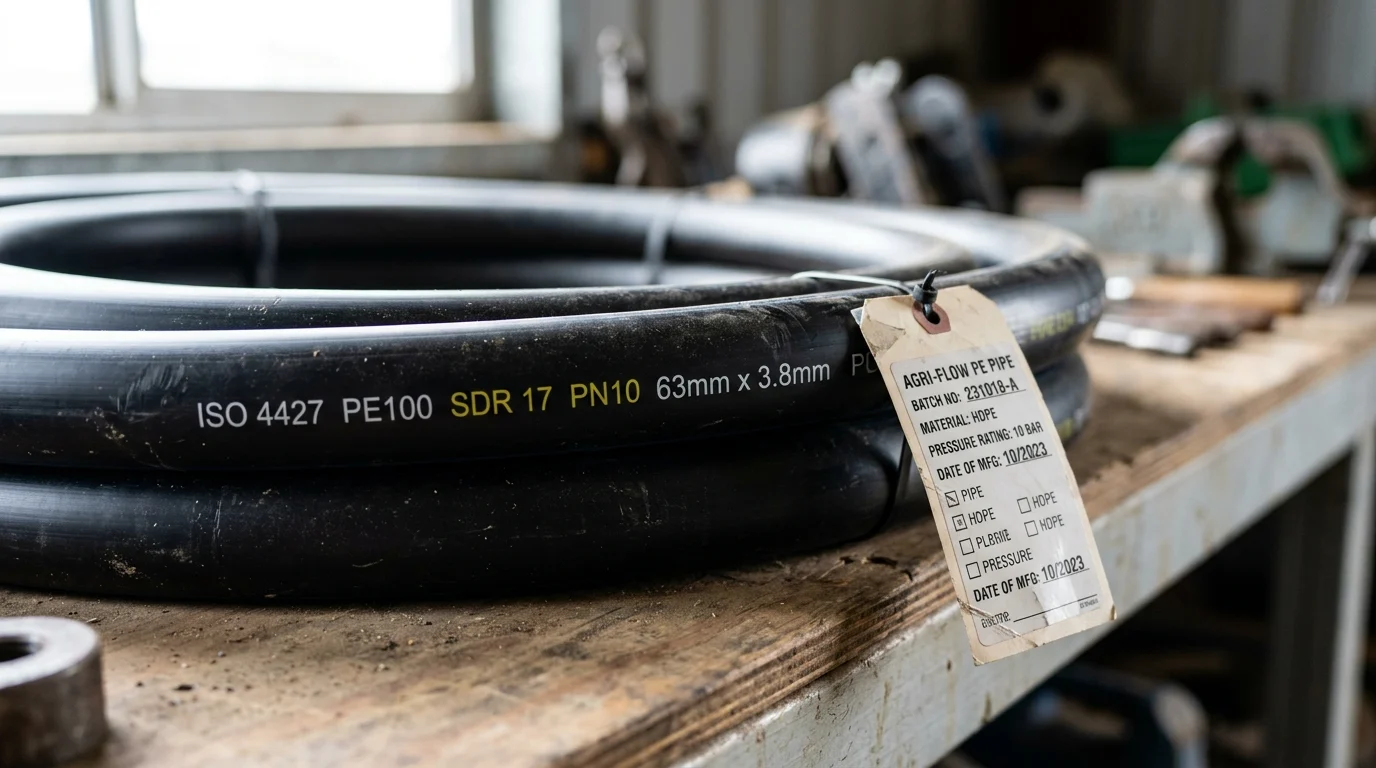 ISO 4427 PE100 SDR 17 PN10 63mm x 3.8mm
AGRI-FLOW PE PIPE
BATCH NO: 231018-A
MATERIAL: HDPE
PRESSURE RATING: 10 BAR
DATE OF MFG: 10/2023
PIPE
HDPE HDPE
PLBRIE HDPE
PRESSURE
DATE OF MFG: 10/2023